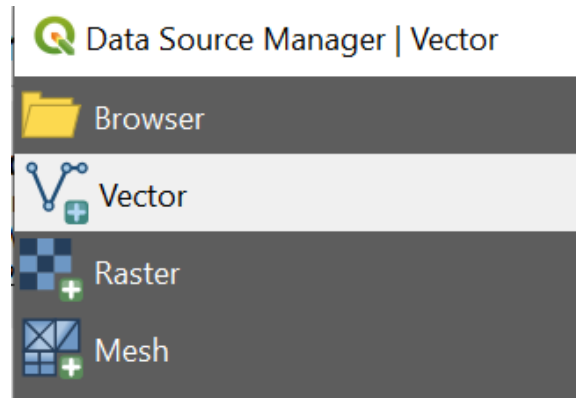 Data Source Manager | Vector
Browser
Vector
Raster
Mesh